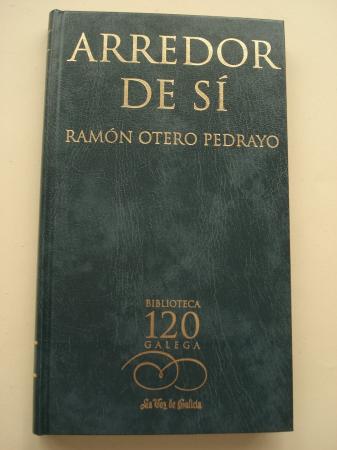 ARREDOR
DE SÍ
RAMÓN OTERO PEDRAYO
BIBLIOTECA
120
GALEGA
La Voz de Galicia